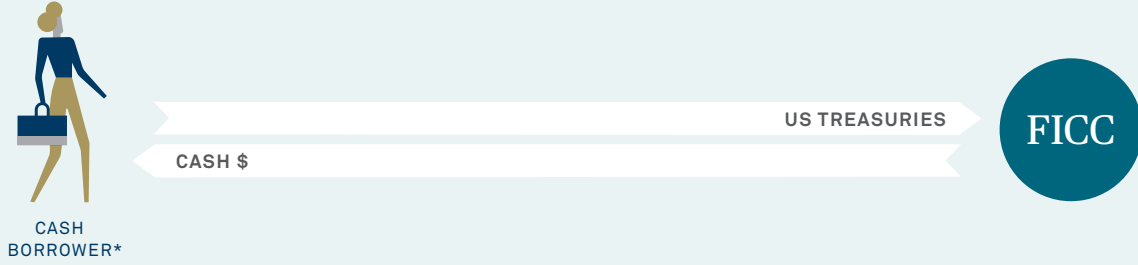 US TREASURIES
FICC
CASH $
CASH
BORROWER*